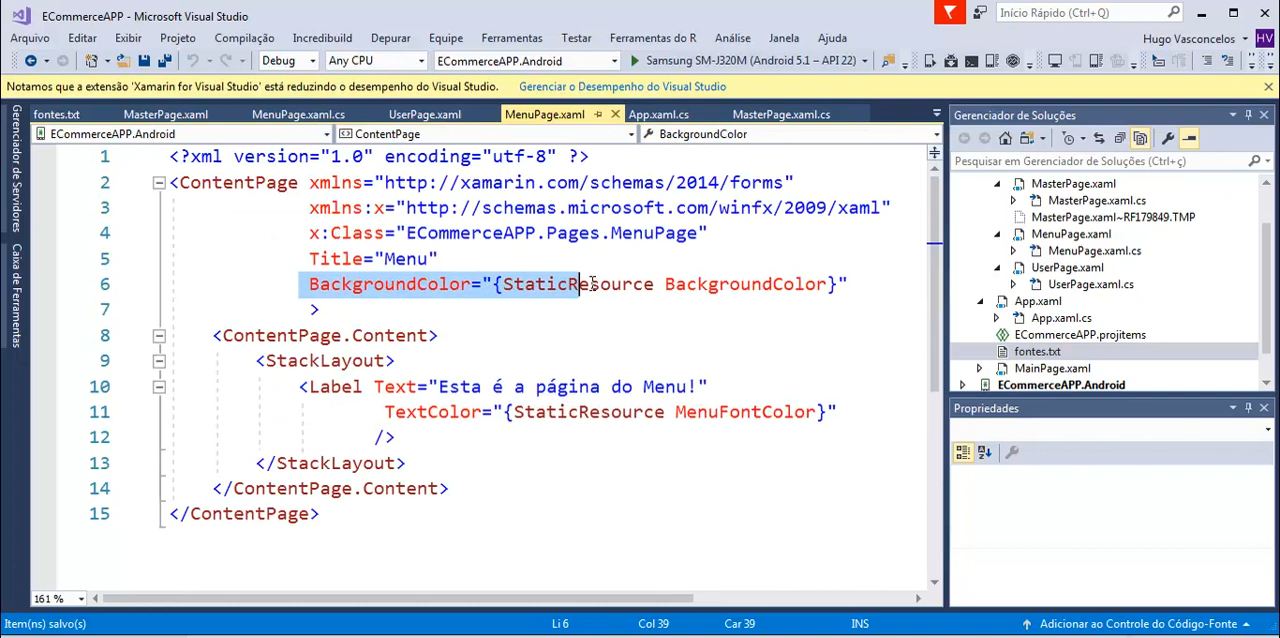 ECommerceAPP - Microsoft Visual Studio
Início Rápido (Ctrl+Q)
Arquivo Editar Exibir Projeto Compilação Incredibuild Depurar Equipe Ferramentas Testar Ferramentas do R Análise Janela Ajuda
Hugo Vasconcelos HV
Debug Any CPU ECommerceAPP.Android Samsung SM-J320M (Android 5.1 – API 22)
Notamos que a extensão 'Xamarin for Visual Studio' está reduzindo o desempenho do Visual Studio. Gerenciar o Desempenho do Visual Studio
Gerenciador de Servidores
Caixa de Ferramentas
fontes.txt MasterPage.xaml MenuPage.xaml.cs UserPage.xaml MenuPage.xaml App.xaml.cs MasterPage.xaml.cs
ECommerceAPP.Android ContentPage BackgroundColor
1 <?xml version="1.0" encoding="utf-8" ?>
2 <ContentPage xmlns="http://xamarin.com/schemas/2014/forms"
3 xmlns:x="http://schemas.microsoft.com/winfx/2009/xaml"
4 x:Class="ECommerceAPP.Pages.MenuPage"
5 Title="Menu"
6 BackgroundColor="{StaticResource BackgroundColor}"
7 >
8 <ContentPage.Content>
9 <StackLayout>
10 <Label Text="Esta é a página do Menu!"
11 TextColor="{StaticResource MenuFontColor}"
12 />
13 </StackLayout>
14 </ContentPage.Content>
15 </ContentPage>
161 %
Gerenciador de Soluções
Pesquisar em Gerenciador de Soluções (Ctrl+ç)
MasterPage.xaml
MasterPage.xaml.cs
MasterPage.xaml~RF179849.TMP
MenuPage.xaml
MenuPage.xaml.cs
UserPage.xaml
UserPage.xaml.cs
App.xaml
App.xaml.cs
ECommerceAPP.projitems
fontes.txt
MainPage.xaml
ECommerceAPP.Android
Propriedades
Item(ns) salvo(s) Li 6 Col 39 Car 39 INS Adicionar ao Controle do Código-Fonte